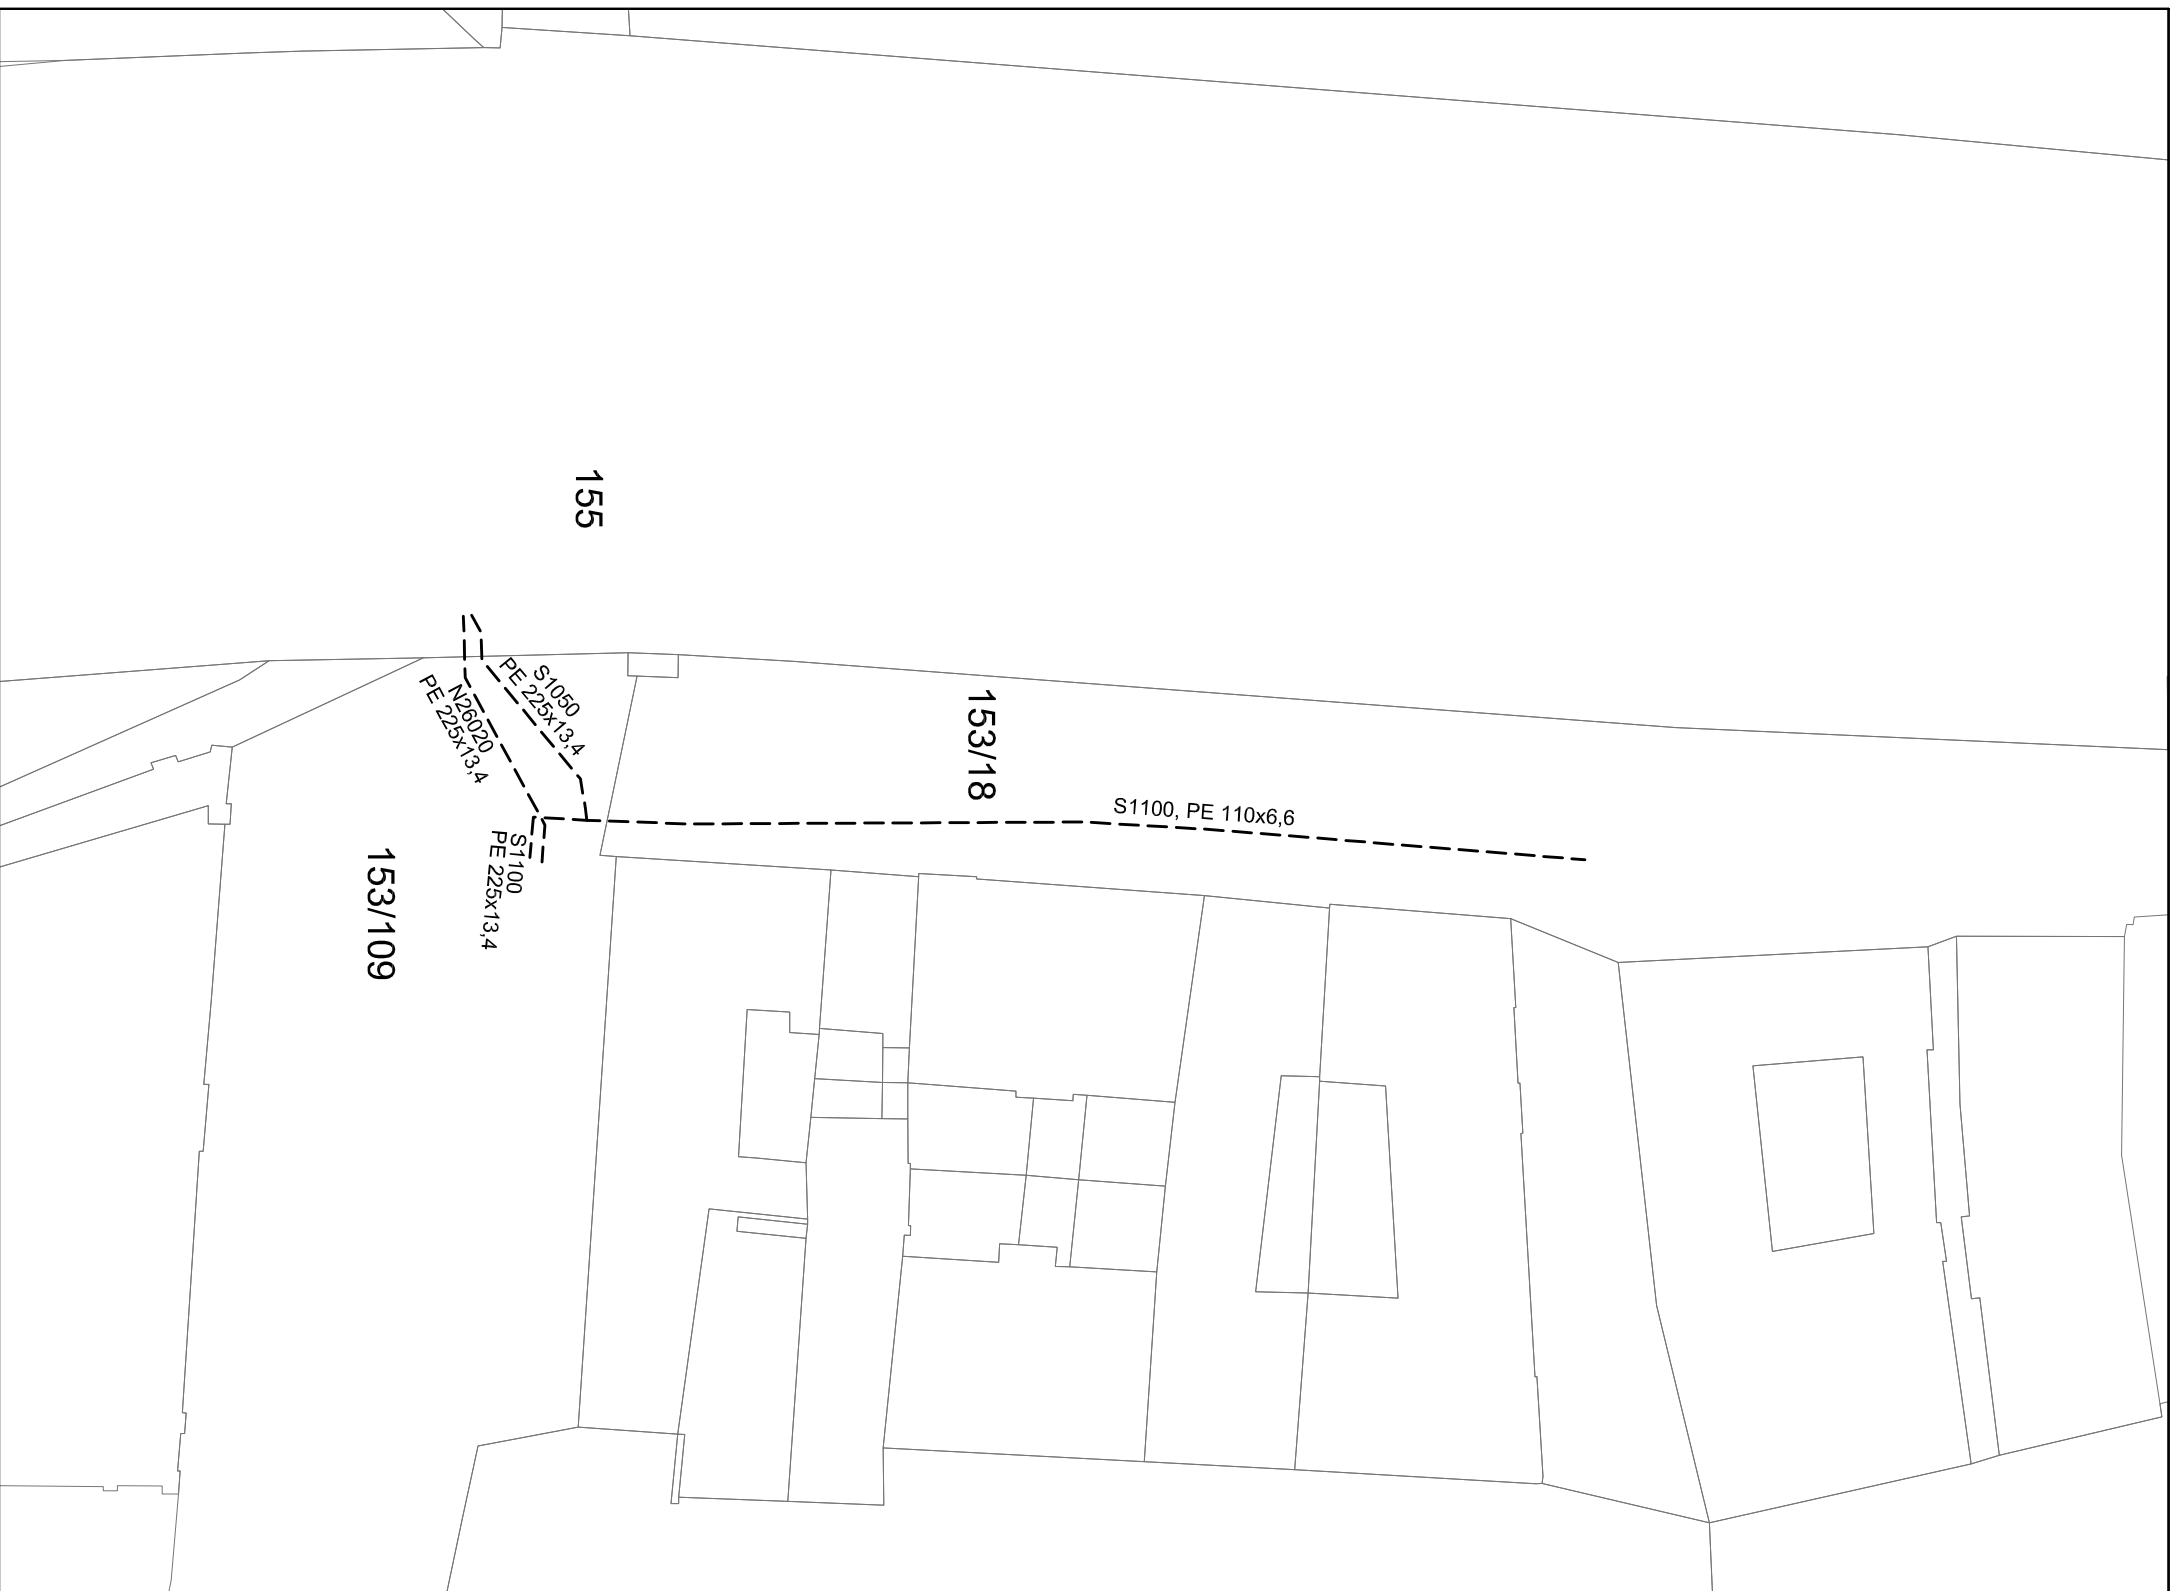 155
153/18
S1050
PE 225x13,4
N26020
PE 225x13,4
S1100, PE 110x6,6
S1100
PE 225x13,4
153/109